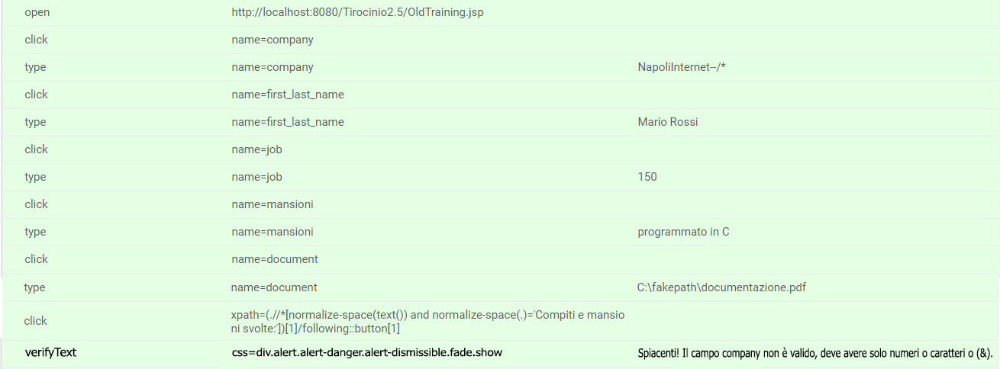 open http://localhost:8080/Tirocinio2.5/OldTraining.jsp
click name=company
type name=company NapoliInternet--/*
click name=first_last_name
type name=first_last_name Mario Rossi
click name=job
type name=job 150
click name=mansioni
type name=mansioni programmato in C
click name=document
type name=document C:\fakepath\documentazione.pdf
click xpath=(.//*[normalize-space(text()) and normalize-space(.)='Compiti e mansio
ni svolte:'])[1]/following::button[1]
verifyText css=div.alert.alert-danger.alert-dismissible.fade.show Spiacenti! Il campo company non è valido, deve avere solo numeri o caratteri o (&).